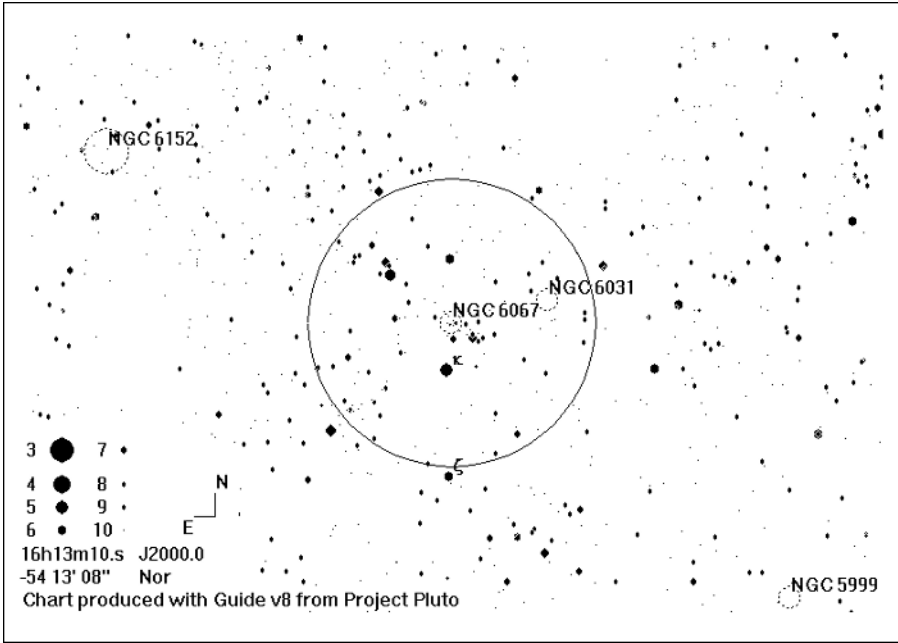 NGC 6152
NGC 6031
NGC 6067
κ
ζ
3 7
4 8
5 9
6 10
N
E
16h13m10.s J2000.0
-54 13' 08" Nor
Chart produced with Guide v8 from Project Pluto
NGC 5999